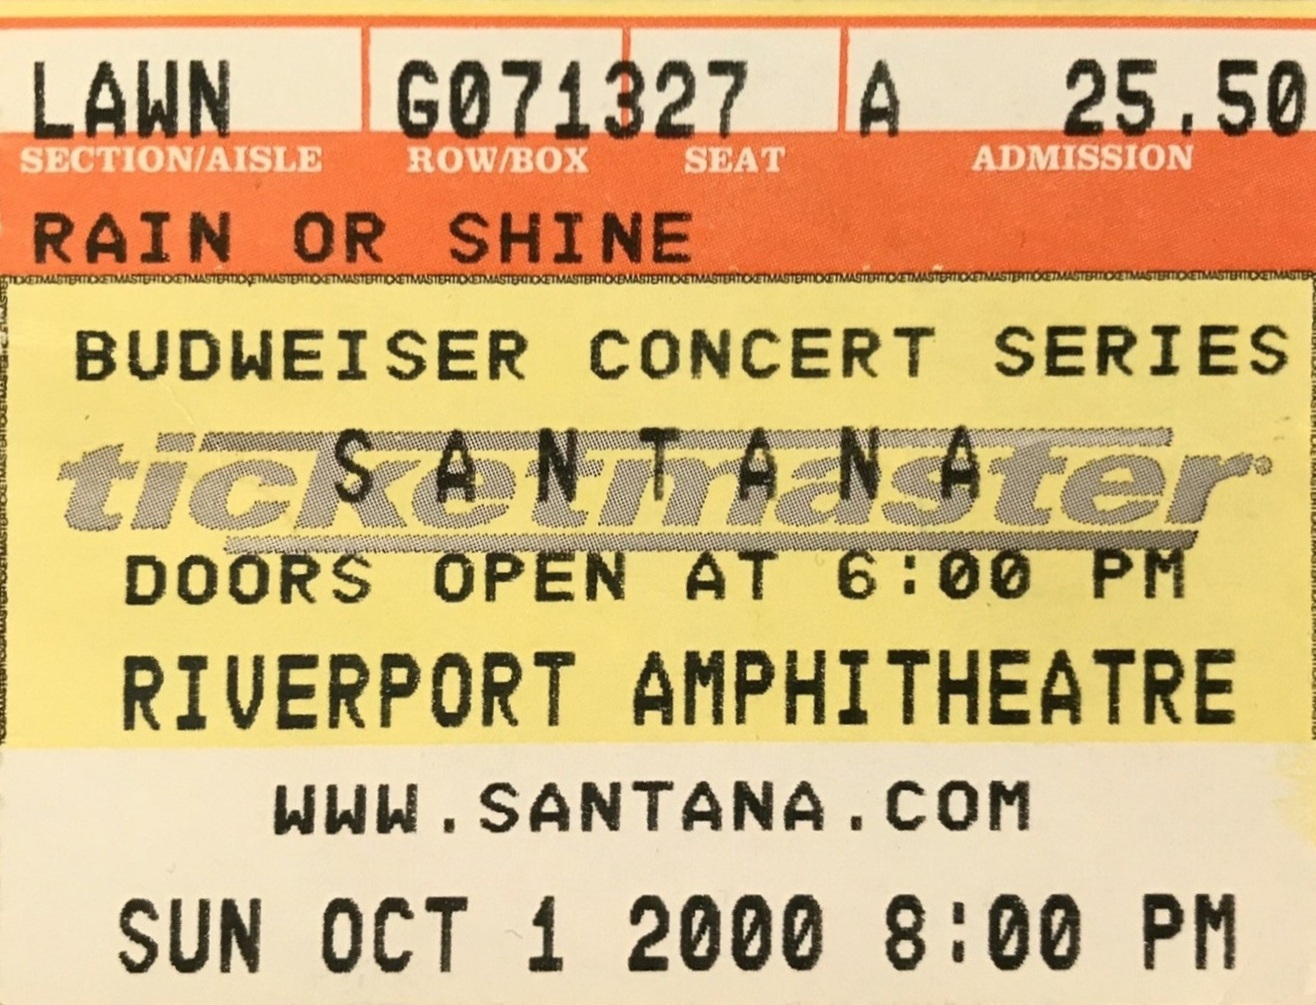 LAWN G071327 A 25.50
SECTION/AISLE ROW/BOX SEAT ADMISSION
RAIN OR SHINE
BUDWEISER CONCERT SERIES
SANTANA
ticketmaster
DOORS OPEN AT 6:00 PM
RIVERPORT AMPHITHEATRE
WWW.SANTANA.COM
SUN OCT 1 2000 8:00 PM